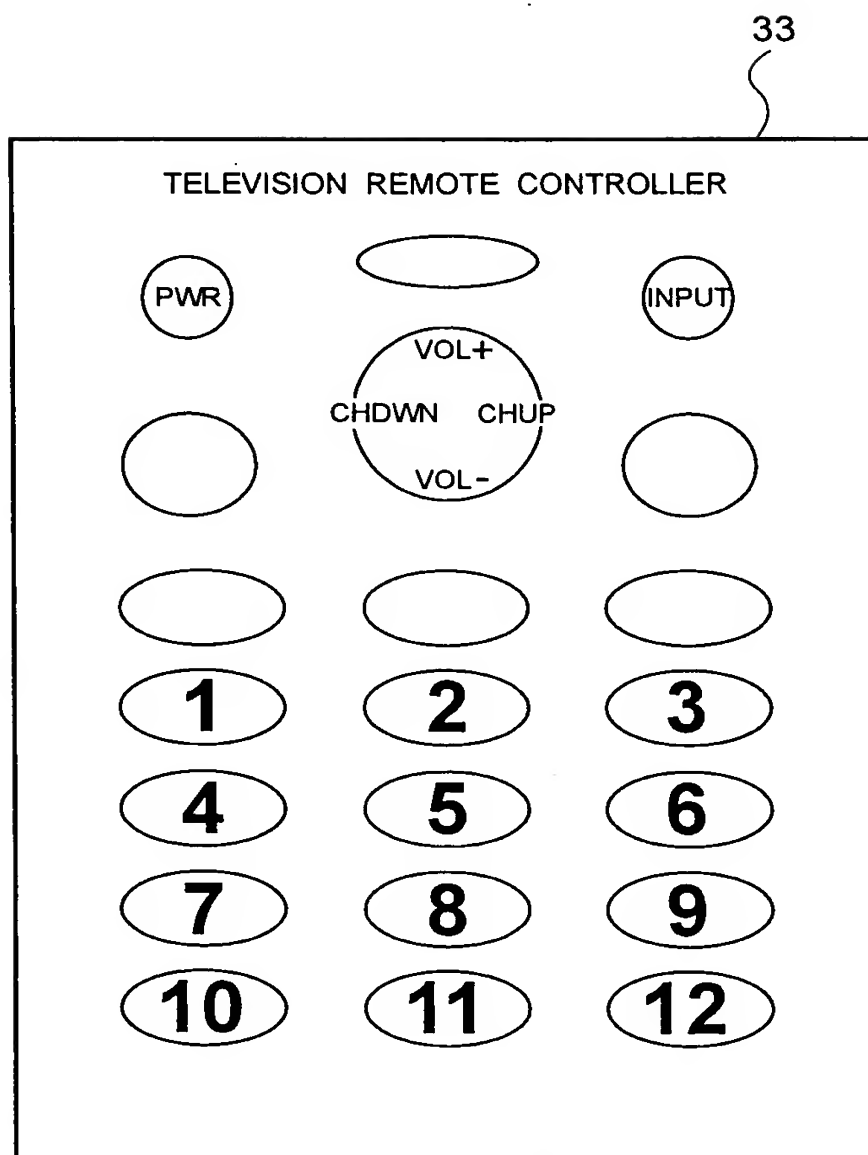 33
TELEVISION REMOTE CONTROLLER
PWR
INPUT
VOL+
CHDWN CHUP
VOL-
1 2 3
4 5 6
7 8 9
10 11 12